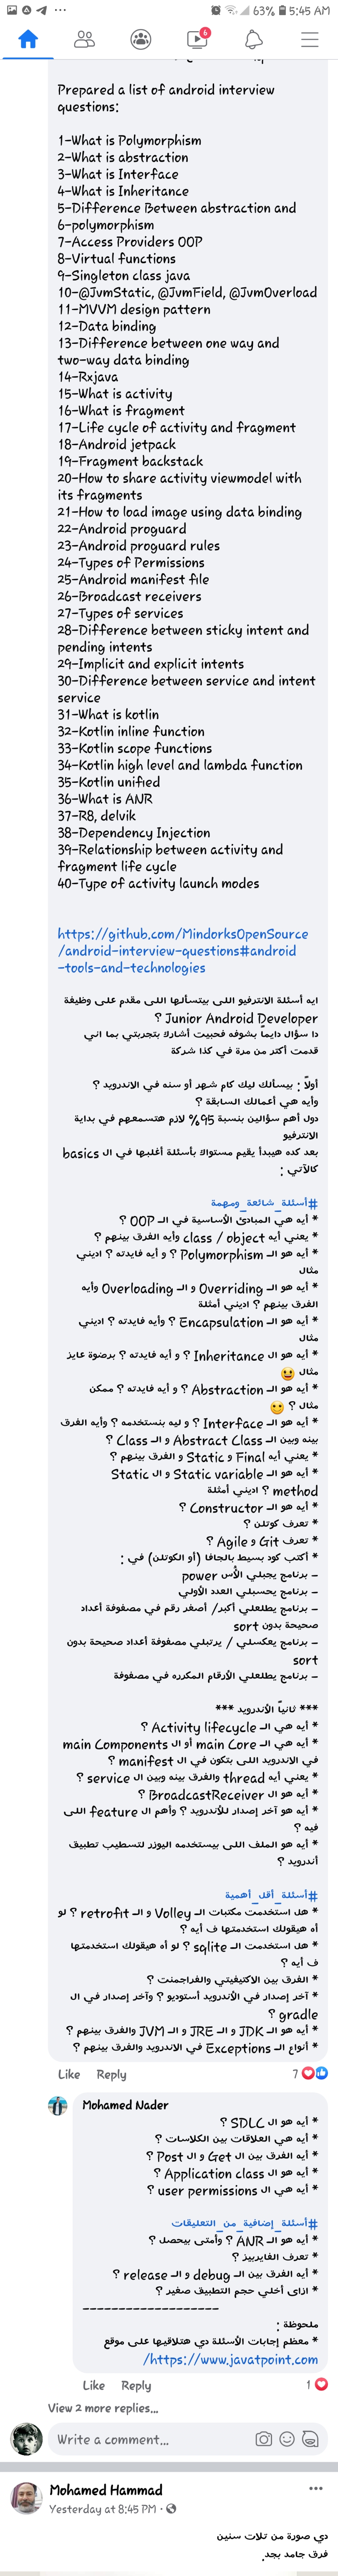 63% 5:45 AM
6
Prepared a list of android interview
questions:
1-What is Polymorphism
2-What is abstraction
3-What is Interface
4-What is Inheritance
5-Difference Between abstraction and
6-polymorphism
7-Access Providers OOP
8-Virtual functions
9-Singleton class java
10-@JvmStatic, @JvmField, @JvmOverload
11-MVVM design pattern
12-Data binding
13-Difference between one way and
two-way data binding
14-Rxjava
15-What is activity
16-What is fragment
17-Life cycle of activity and fragment
18-Android jetpack
19-Fragment backstack
20-How to share activity viewmodel with
its fragments
21-How to load image using data binding
22-Android proguard
23-Android proguard rules
24-Types of Permissions
25-Android manifest file
26-Broadcast receivers
27-Types of services
28-Difference between sticky intent and
pending intents
29-Implicit and explicit intents
30-Difference between service and intent
service
31-What is kotlin
32-Kotlin inline function
33-Kotlin scope functions
34-Kotlin high level and lambda function
35-Kotlin unified
36-What is ANR
37-R8, delvik
38-Dependency Injection
39-Relationship between activity and
fragment life cycle
40-Type of activity launch modes
https://github.com/MindorksOpenSource
/android-interview-questions#android
-tools-and-technologies
ايه أسئلة الانترفيو اللى بيتسألها اللى مقدم على وظيفة
Junior Android Developer ؟
دا سؤال دايماً بشوفه فحبيت أشارك بتجربتي بما اني
قدمت أكتر من مرة في كذا شركة
أولاً : بيسألك ليك كام شهر أو سنه في الاندرويد ؟
وأيه هي أعمالك السابقة ؟
دول أهم سؤالين بنسبة 95% لازم هتسمعهم في بداية
الانترفيو
بعد كده هيبدأ يقيم مستواك بأسئلة أغلبها في ال basics
كالآتي :
#أسئلة_شائعة_ومهمة
* أيه هي المبادئ الأساسية في الـ OOP ؟
* يعني أيه class / object وأيه الفرق بينهم ؟
* أيه هو الـ Polymorphism ؟ و أيه فايدته ؟ اديني
مثال
* أيه هو الـ Overriding و الـ Overloading وأيه
الفرق بينهم ؟ اديني أمثلة
* أيه هو ال Encapsulation ؟ وأيه فايدته ؟ اديني
مثال
* أيه هو ال Inheritance ؟ و أيه فايدته ؟ برضوة عايز
مثال 😃
* أيه هو الـ Abstraction ؟ و أيه فايدته ؟ ممكن
مثال ؟ 🙂
* أيه هو الـ Interface ؟ و ليه بنستخدمه ؟ وأيه الفرق
بينه وبين الـ Abstract Class و الـ Class ؟
* يعني أيه Final و Static و الفرق بينهم ؟
* أيه هو الـ Static variable و ال Static
method ؟ اديني أمثلة
* أيه هو الـ Constructor ؟
* تعرف كوتلن ؟
* تعرف Git و Agile ؟
* أكتب كود بسيط بالجافا (أو الكوتلن) في :
- برنامج يجبلي الأس power
- برنامج يحسبلي العدد الأولي
- برنامج يطلعلي أكبر/ أصغر رقم في مصفوفة أعداد
صحيحة بدون sort
- برنامج يعكسلي / يرتبلي مصفوفة أعداد صحيحة بدون
sort
- برنامج يطلعلي الأرقام المكرره في مصفوفة
*** ثانياً الأندرويد ***
* أيه هي الـ Activity lifecycle ؟
* أيه هي الـ main Core أو ال main Components
في الاندرويد اللى بتكون في ال manifest ؟
* يعني أيه thread والفرق بينه وبين ال service ؟
* أيه هو ال BroadcastReceiver ؟
* أيه هو آخر إصدار للأندرويد ؟ وأهم ال feature اللى
فيه ؟
* أيه هو الملف اللى بيستخدمه اليوزر لتسطيب تطبيق
أندرويد ؟
#أسئلة_أقل_أهمية
* هل استخدمت مكتبات الـ Volley و الـ retrofit ؟ لو
أه هيقولك استخدمتها ف أيه ؟
* هل استخدمت الـ sqlite ؟ لو أه هيقولك استخدمتها
ف أيه ؟
* الفرق بين الاكتيفيتي والفراجمنت ؟
* آخر إصدار في الأندرويد أستوديو ؟ وآخر إصدار في ال
gradle ؟
* أيه هو الـ JDK و الـ JRE و الـ JVM والفرق بينهم ؟
* أنواع الـ Exceptions في الاندرويد والفرق بينهم ؟
Like Reply 7
Mohamed Nader
* أيه هو ال SDLC ؟
* أيه هي العلاقات بين الكلاسات ؟
* أيه الفرق بين ال Get و ال Post ؟
* أيه هو ال Application class ؟
* أيه هي ال user permissions ؟
#أسئلة_إضافية_من_التعليقات
* أيه هو الـ ANR ؟ وأمتى بيحصل ؟
* تعرف الفايربيز ؟
* أيه الفرق بين الـ debug و الـ release ؟
* ازاى أخلي حجم التطبيق صغير ؟
-------------------
ملحوظة :
* معظم إجابات الأسئلة دي هتلاقيها على موقع
https://www.javatpoint.com/
Like Reply 1
View 2 more replies...
Write a comment...
Mohamed Hammad
Yesterday at 8:45 PM ·
دي صورة من تلات سنين
فرق جامد بجد.